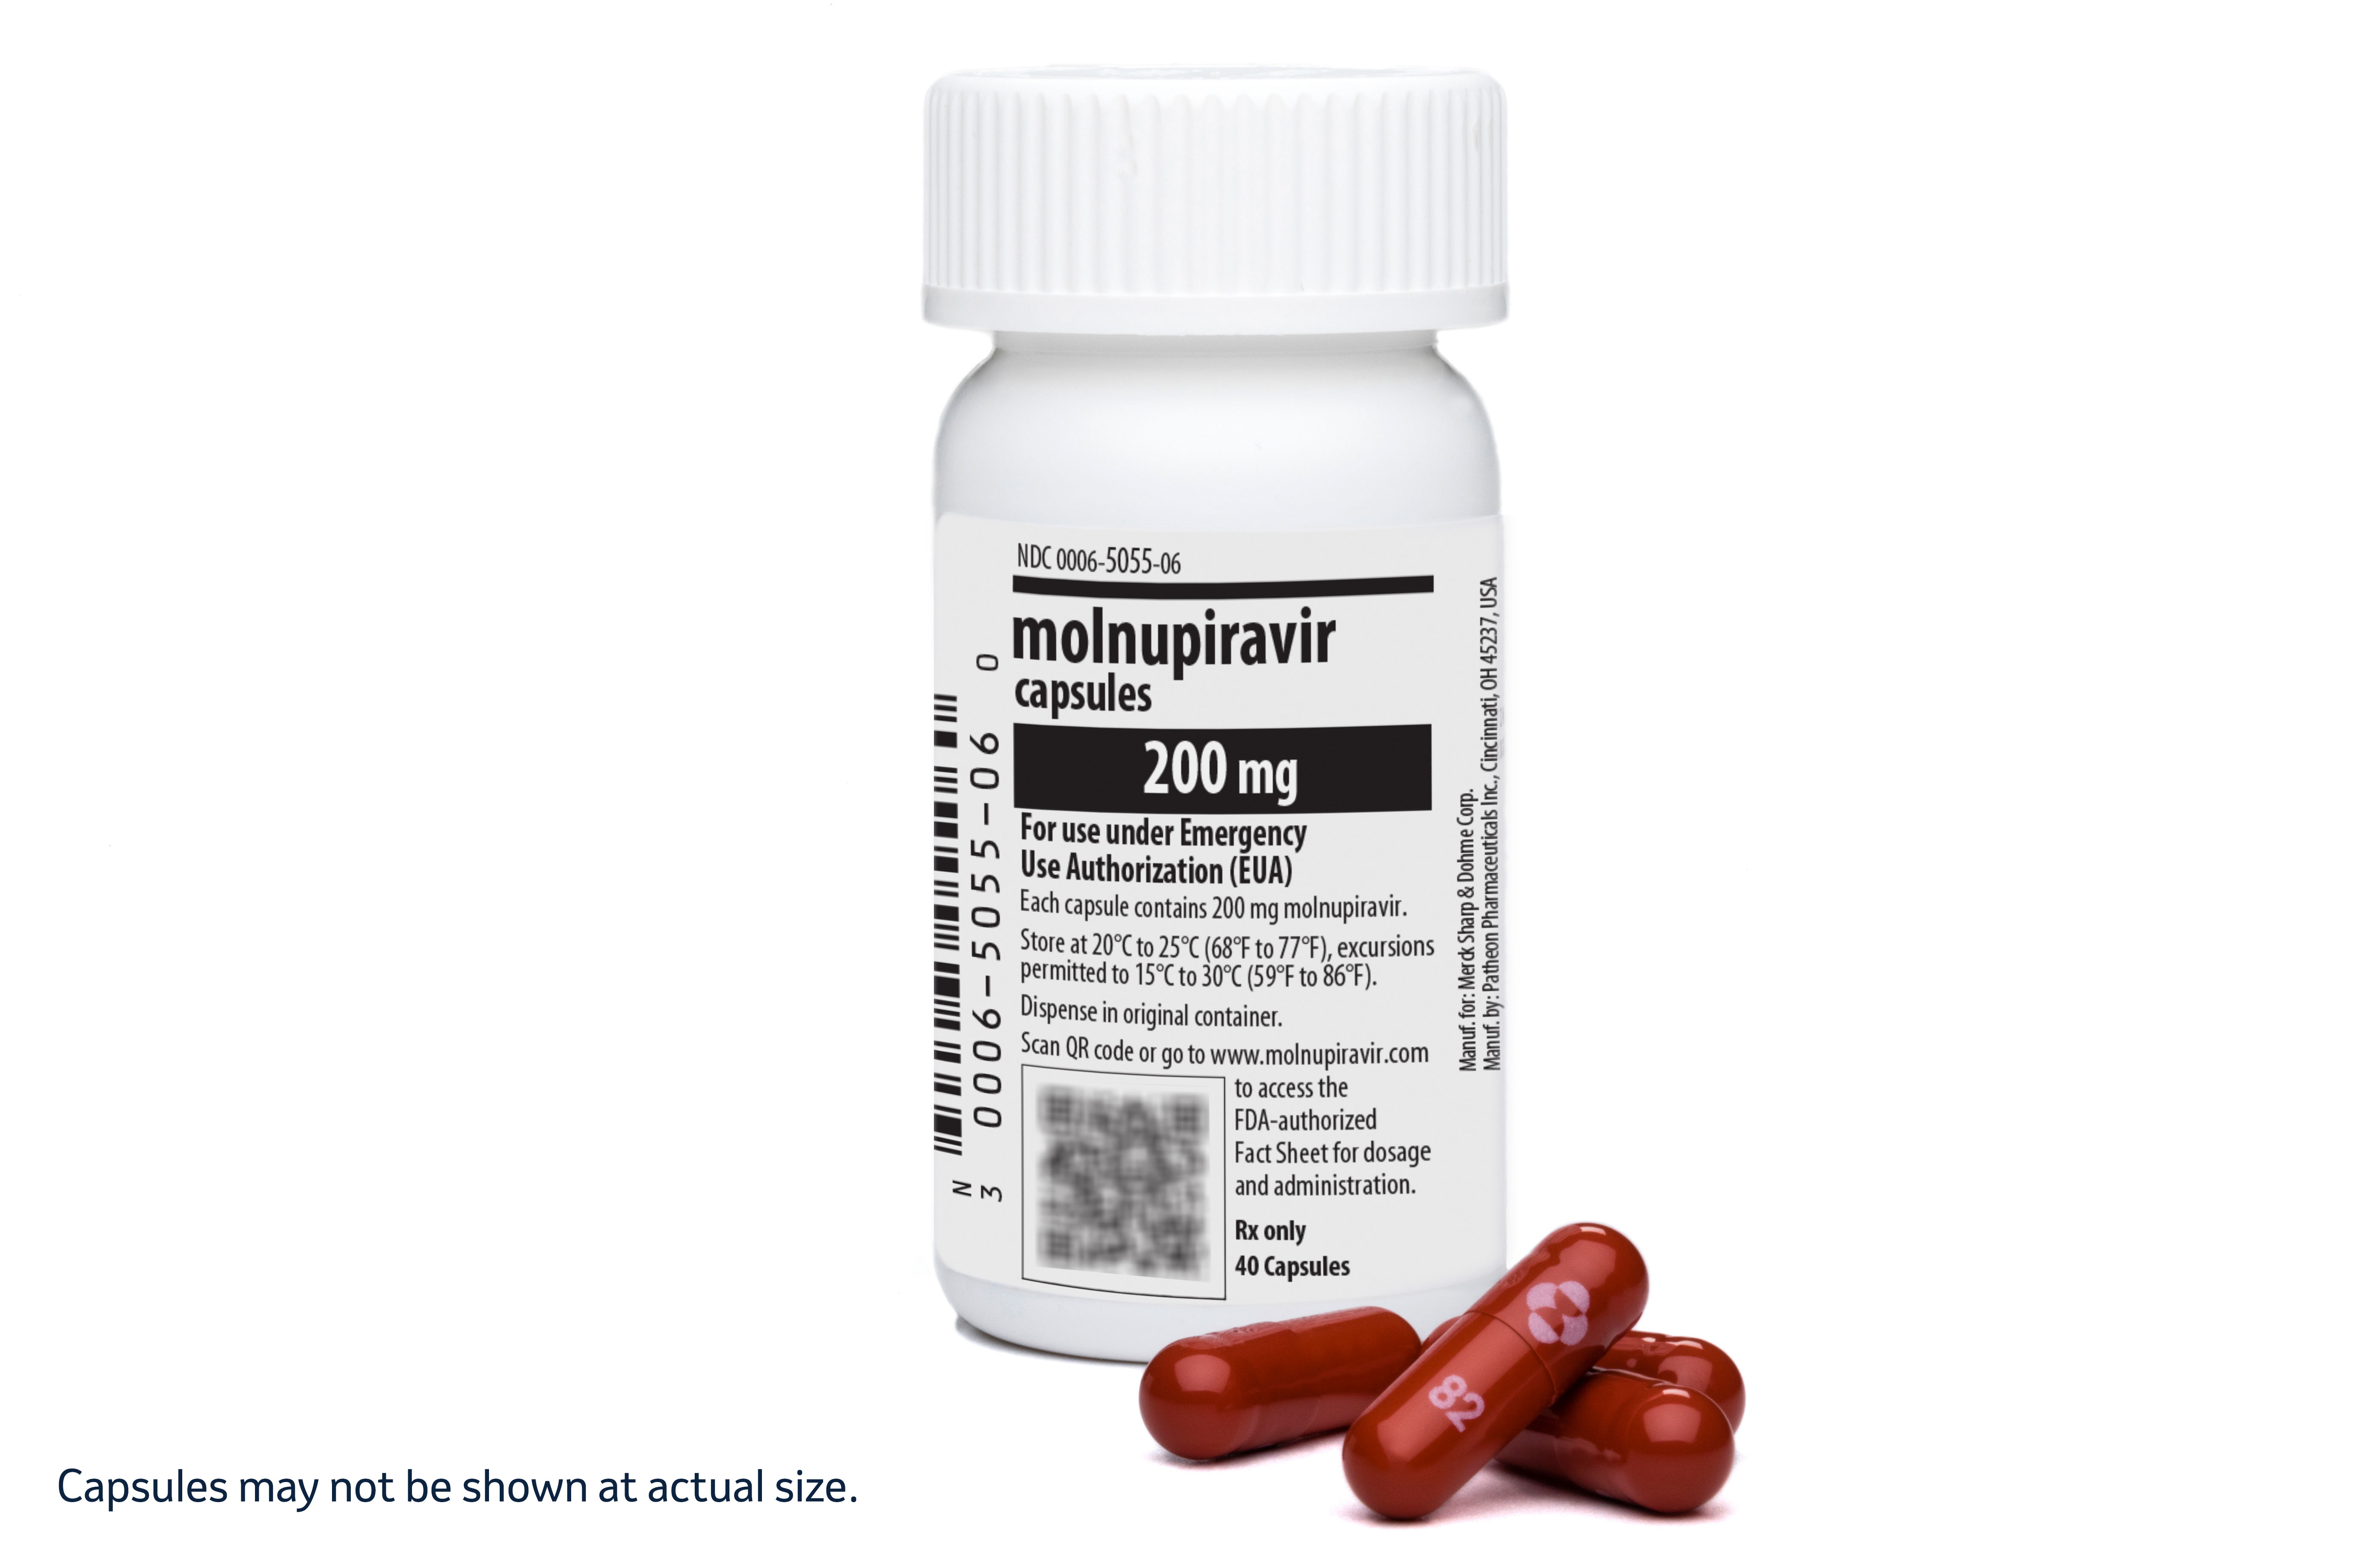 NDC 0006-5055-06
molnupiravir
capsules
200 mg
For use under Emergency
Use Authorization (EUA)
Each capsule contains 200 mg molnupiravir.
Store at 20°C to 25°C (68°F to 77°F), excursions
permitted to 15°C to 30°C (59°F to 86°F).
Dispense in original container.
Scan QR code or go to www.molnupiravir.com
to access the
FDA-authorized
Fact Sheet for dosage
and administration.
Rx only
40 Capsules
N
3 0006-5055-06 0
Manuf. for: Merck Sharp & Dohme Corp.
Manuf. by: Patheon Pharmaceuticals Inc., Cincinnati, OH 45237, USA
82
Capsules may not be shown at actual size.